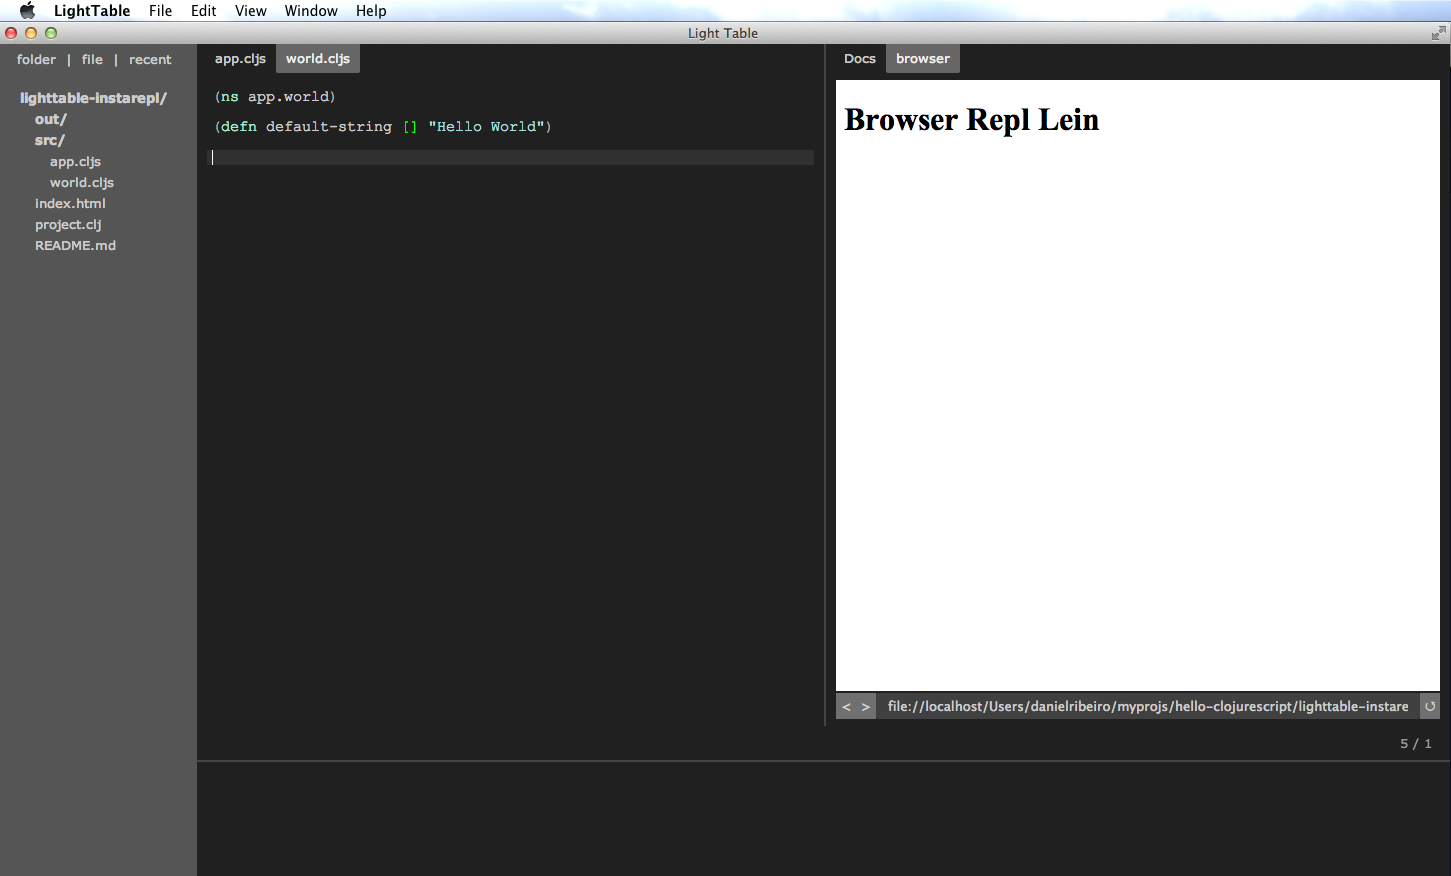 LightTable File Edit View Window Help
Light Table
folder | file | recent
lighttable-instarepl/
out/
src/
app.cljs
world.cljs
index.html
project.clj
README.md
app.cljs world.cljs
(ns app.world)
(defn default-string [] "Hello World")
Docs browser
Browser Repl Lein
< > file://localhost/Users/danielribeiro/myprojs/hello-clojurescript/lighttable-instare
5 / 1